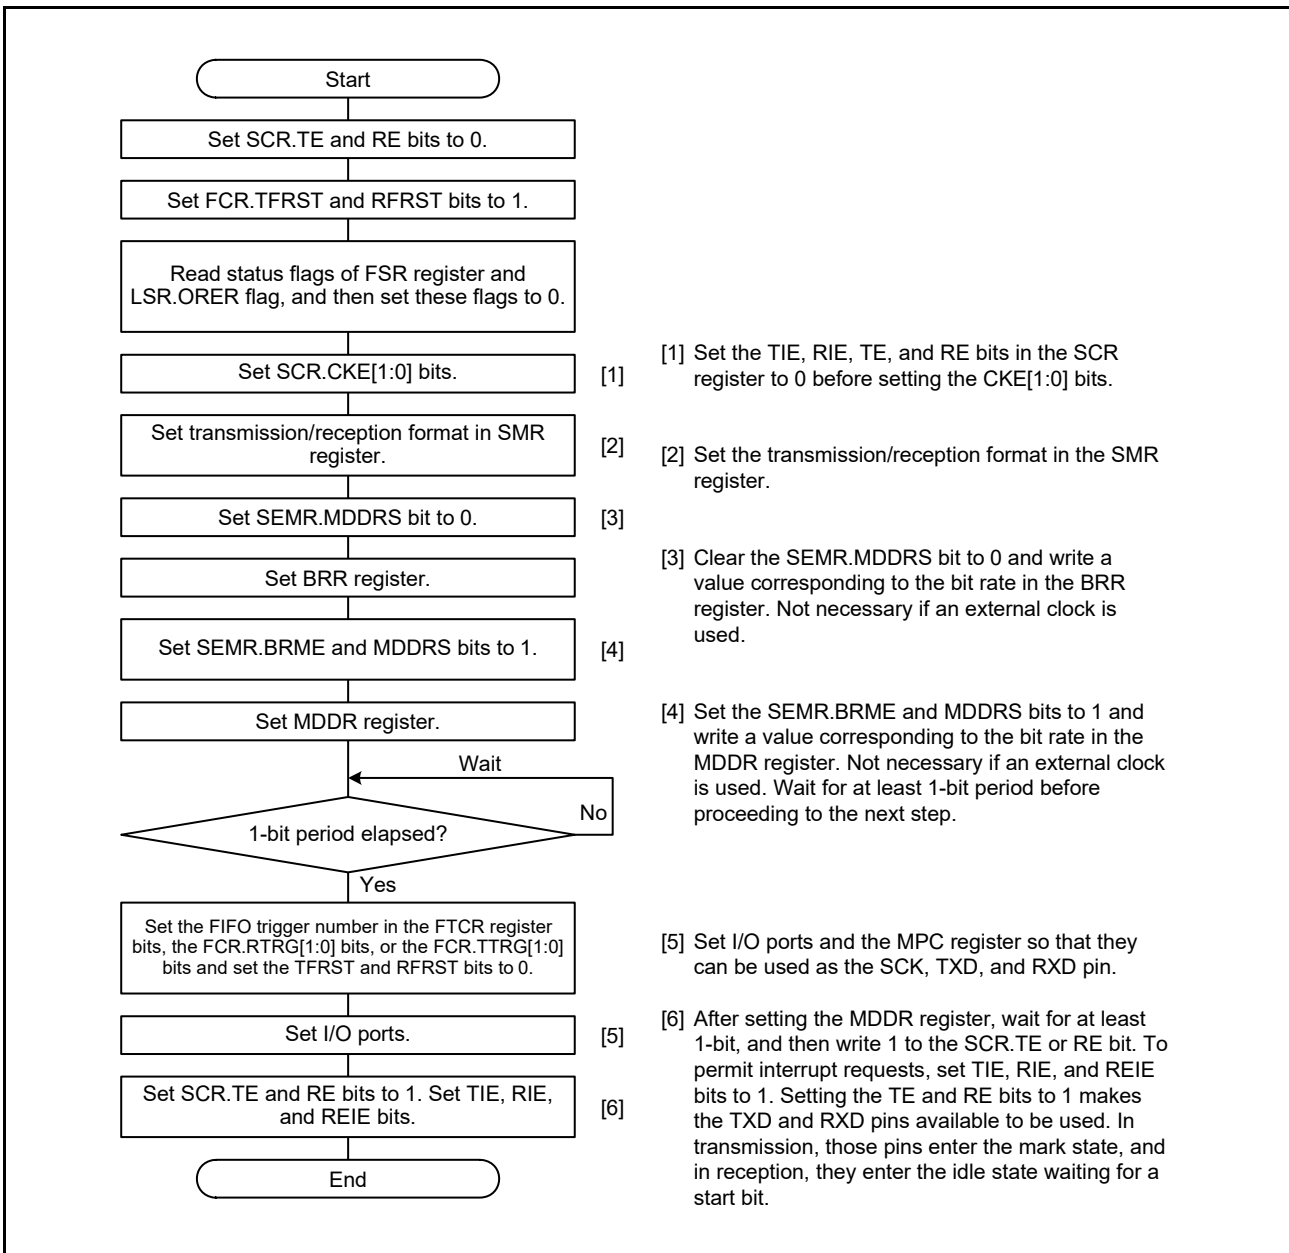 Start
Set SCR.TE and RE bits to 0.
Set FCR.TFRST and RFRST bits to 1.
Read status flags of FSR register and
LSR.ORER flag, and then set these flags to 0.
Set SCR.CKE[1:0] bits.
[1]
Set transmission/reception format in SMR
register.
[2]
Set SEMR.MDDRS bit to 0.
[3]
Set BRR register.
Set SEMR.BRME and MDDRS bits to 1.
[4]
Set MDDR register.
Wait
No
1-bit period elapsed?
Yes
Set the FIFO trigger number in the FTCR register
bits, the FCR.RTRG[1:0] bits, or the FCR.TTRG[1:0]
bits and set the TFRST and RFRST bits to 0.
Set I/O ports.
[5]
Set SCR.TE and RE bits to 1. Set TIE, RIE,
and REIE bits.
[6]
End
[1] Set the TIE, RIE, TE, and RE bits in the SCR
register to 0 before setting the CKE[1:0] bits.
[2] Set the transmission/reception format in the SMR
register.
[3] Clear the SEMR.MDDRS bit to 0 and write a
value corresponding to the bit rate in the BRR
register. Not necessary if an external clock is
used.
[4] Set the SEMR.BRME and MDDRS bits to 1 and
write a value corresponding to the bit rate in the
MDDR register. Not necessary if an external clock
is used. Wait for at least 1-bit period before
proceeding to the next step.
[5] Set I/O ports and the MPC register so that they
can be used as the SCK, TXD, and RXD pin.
[6] After setting the MDDR register, wait for at least
1-bit, and then write 1 to the SCR.TE or RE bit. To
permit interrupt requests, set TIE, RIE, and REIE
bits to 1. Setting the TE and RE bits to 1 makes
the TXD and RXD pins available to be used. In
transmission, those pins enter the mark state, and
in reception, they enter the idle state waiting for a
start bit.